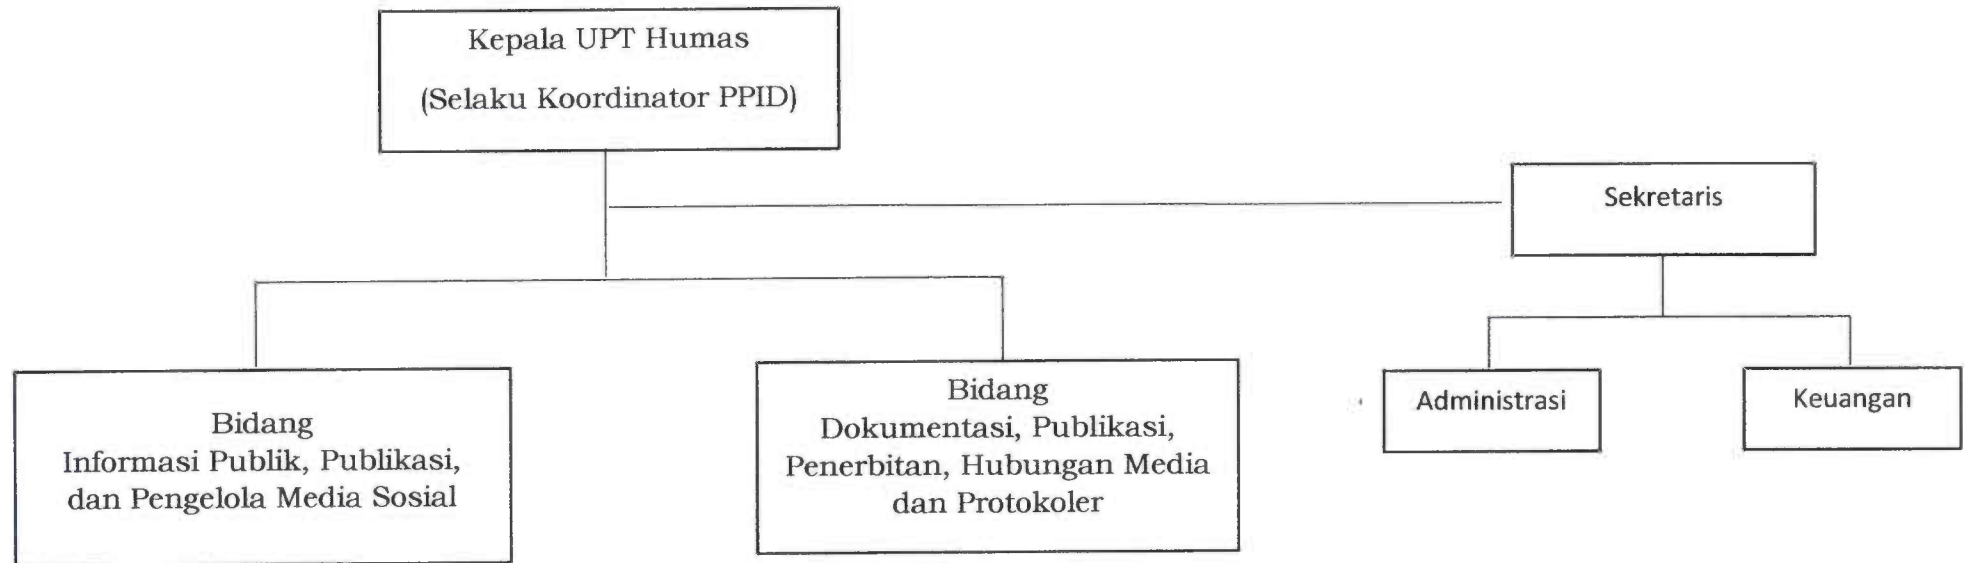 Kepala UPT Humas
(Selaku Koordinator PPID)
Sekretaris
Bidang
Informasi Publik, Publikasi,
dan Pengelola Media Sosial
Bidang
Dokumentasi, Publikasi,
Penerbitan, Hubungan Media
dan Protokoler
Administrasi
Keuangan